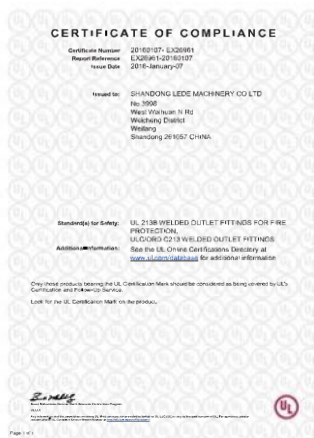 CERTIFICATE OF COMPLIANCE
Certificate Number 20160107- EX26961
Report Reference EX26961-20160107
Issue Date 2016-January-07
Issued to: SHANDONG LEDE MACHINERY CO LTD
No 3998
West Waihuan N Rd
Weicheng District
Weifang
Shandong 261057 CHINA
Standard(s) for Safety: UL 213B WELDED OUTLET FITTINGS FOR FIRE
PROTECTION,
ULC/ORD C213 WELDED OUTLET FITTINGS
Additional Information: See the UL Online Certifications Directory at
www.ul.com/database for additional information
Only those products bearing the UL Certification Mark should be considered as being covered by UL's
Certification and Follow-Up Service.
Look for the UL Certification Mark on the product.
UL
Page 1 of 1